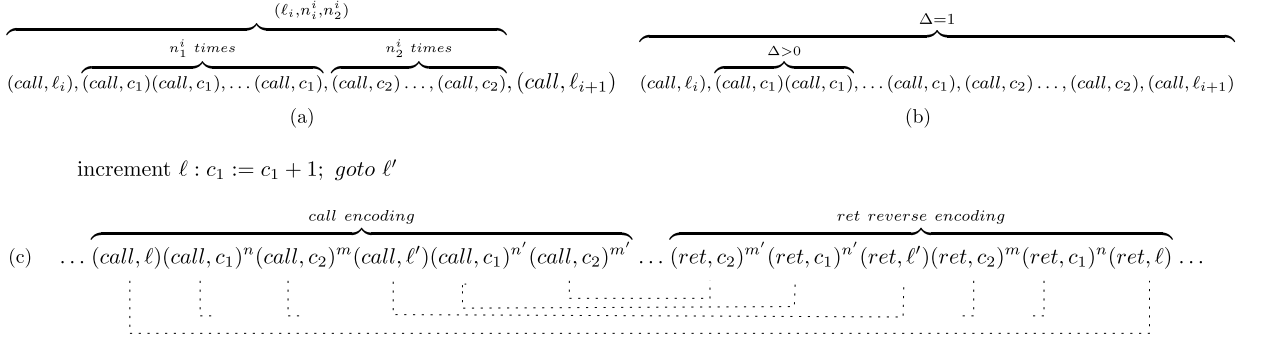 (ℓ_i,n_i^i,n_2^i)
n_1^i times n_2^i times
(call,ℓ_i),(call,c_1)(call,c_1),...(call,c_1),(call,c_2)...,(call,c_2),(call,ℓ_{i+1})
(a)
Δ=1
Δ>0
(call,ℓ_i),(call,c_1)(call,c_1),...(call,c_1),(call,c_2)...,(call,c_2),(call,ℓ_{i+1})
(b)
increment ℓ : c_1 := c_1 + 1; goto ℓ′
call encoding ret reverse encoding
(c) ...(call,ℓ)(call,c_1)^n(call,c_2)^m(call,ℓ′)(call,c_1)^{n′}(call,c_2)^{m′}...(ret,c_2)^{m′}(ret,c_1)^{n′}(ret,ℓ′)(ret,c_2)^m(ret,c_1)^n(ret,ℓ)...